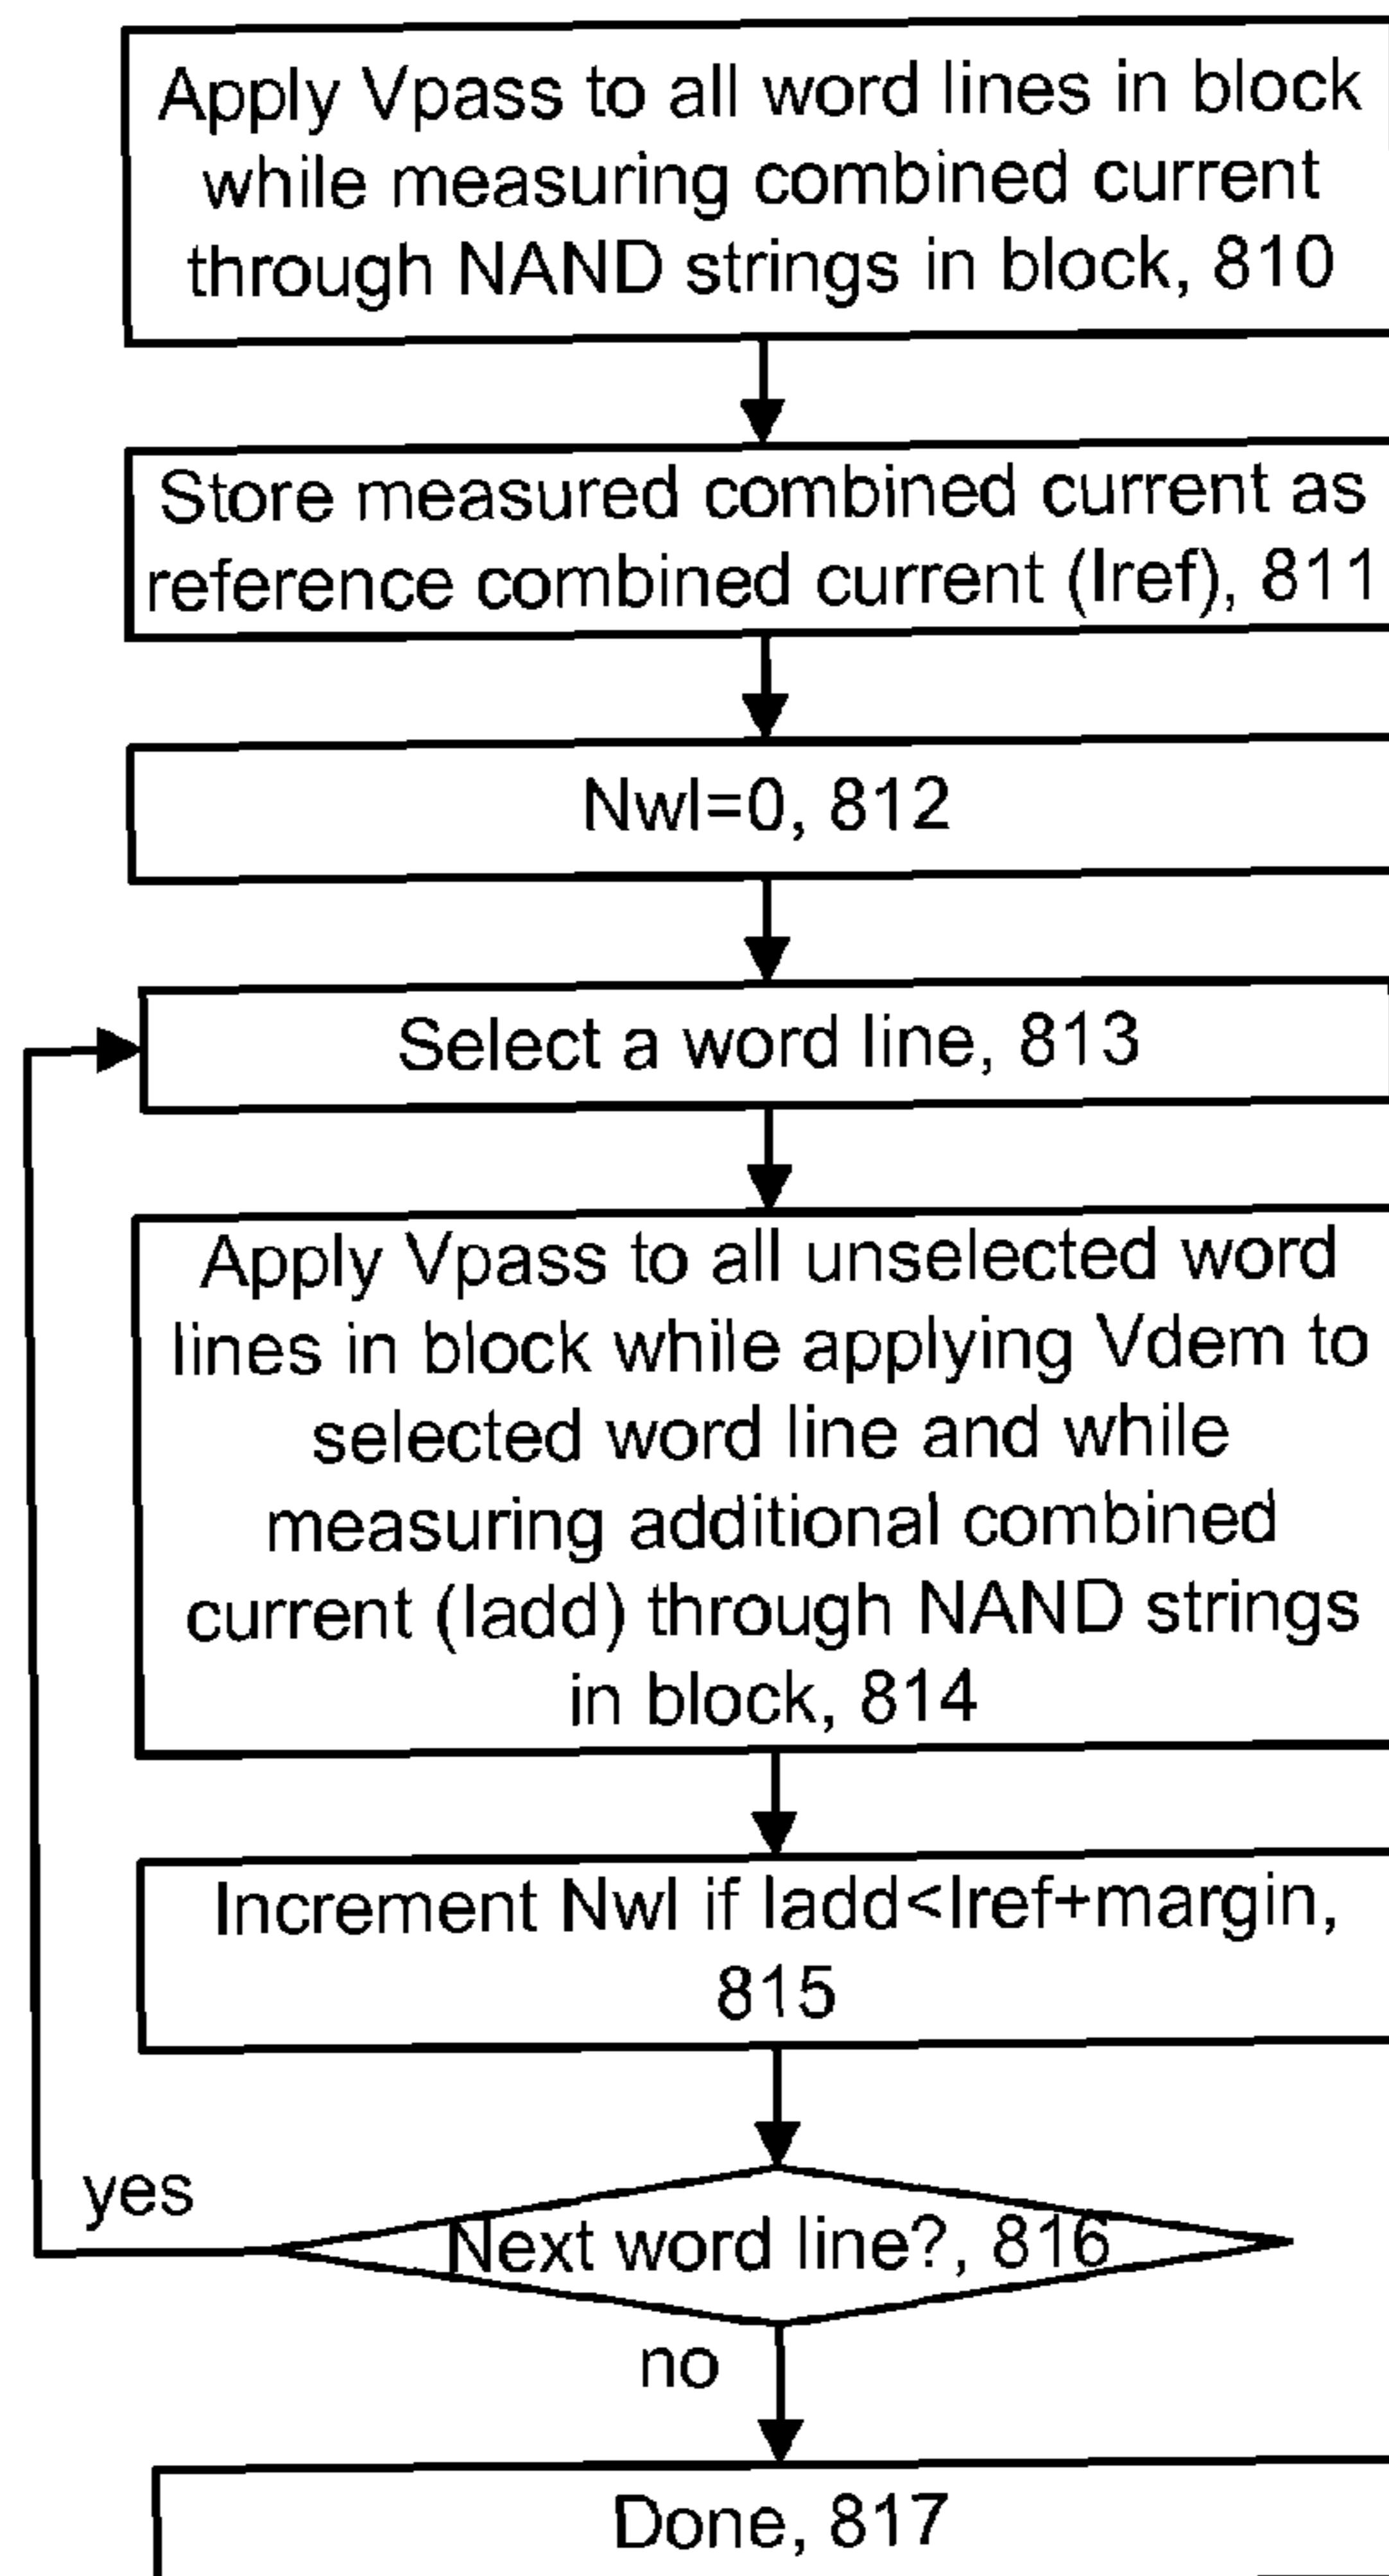 Apply Vpass to all word lines in block
while measuring combined current
through NAND strings in block, 810
Store measured combined current as
reference combined current (Iref), 811
Nwl=0, 812
Select a word line, 813
Apply Vpass to all unselected word
lines in block while applying Vdem to
selected word line and while
measuring additional combined
current (Iadd) through NAND strings
in block, 814
Increment Nwl if Iadd<Iref+margin,
815
yes
Next word line?, 816
no
Done, 817